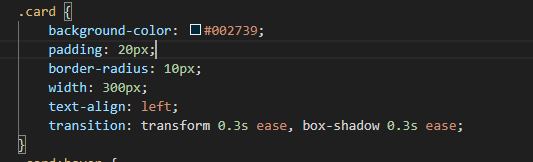 .card {
background-color: #002739;
padding: 20px;
border-radius: 10px;
width: 300px;
text-align: left;
transition: transform 0.3s ease, box-shadow 0.3s ease;
}
.card:hover {